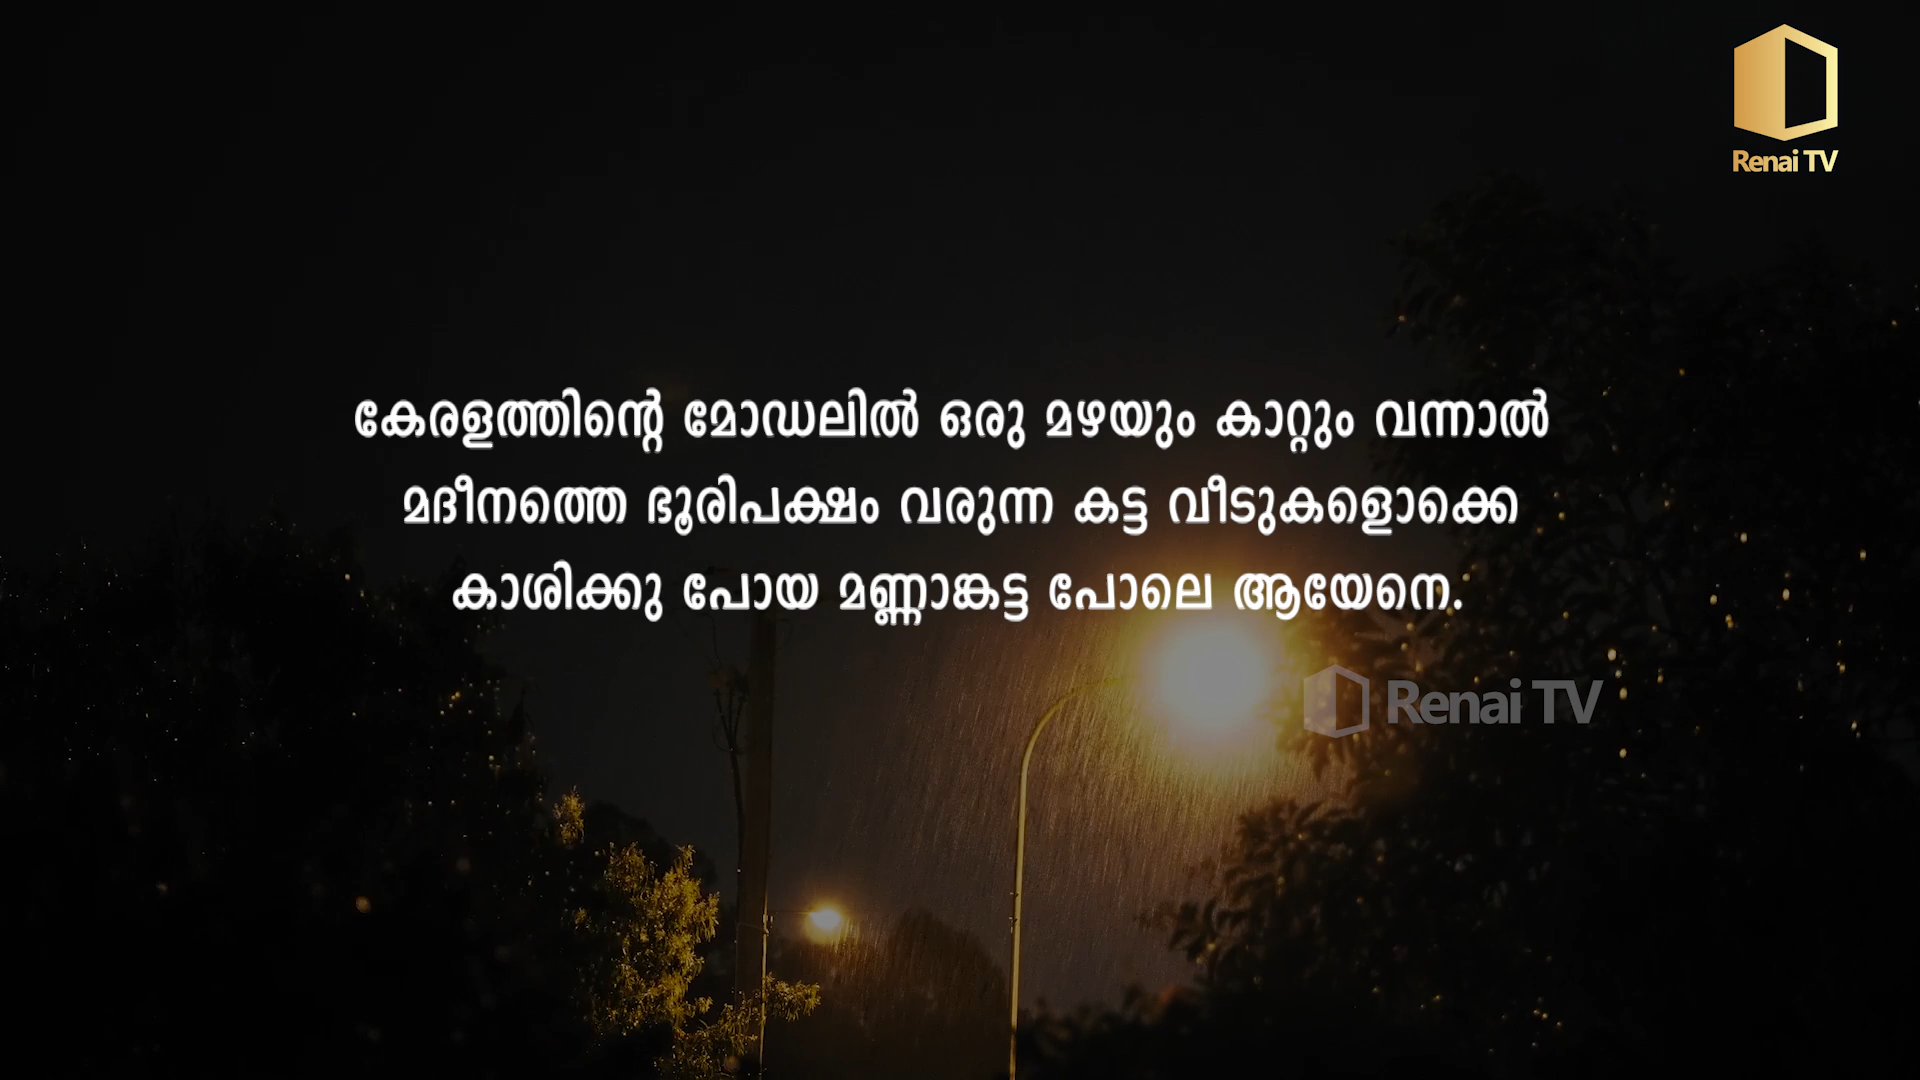 Renai TV
കേരളത്തിന്റെ മോഡലിൽ ഒരു മഴയും കാറ്റും വന്നാൽ
മദീനത്തെ ഭൂരിപക്ഷം വരുന്ന കട്ട വീടുകളൊക്കെ
കാശിക്കു പോയ മണ്ണാങ്കട്ട പോലെ ആയേനെ.
Renai TV